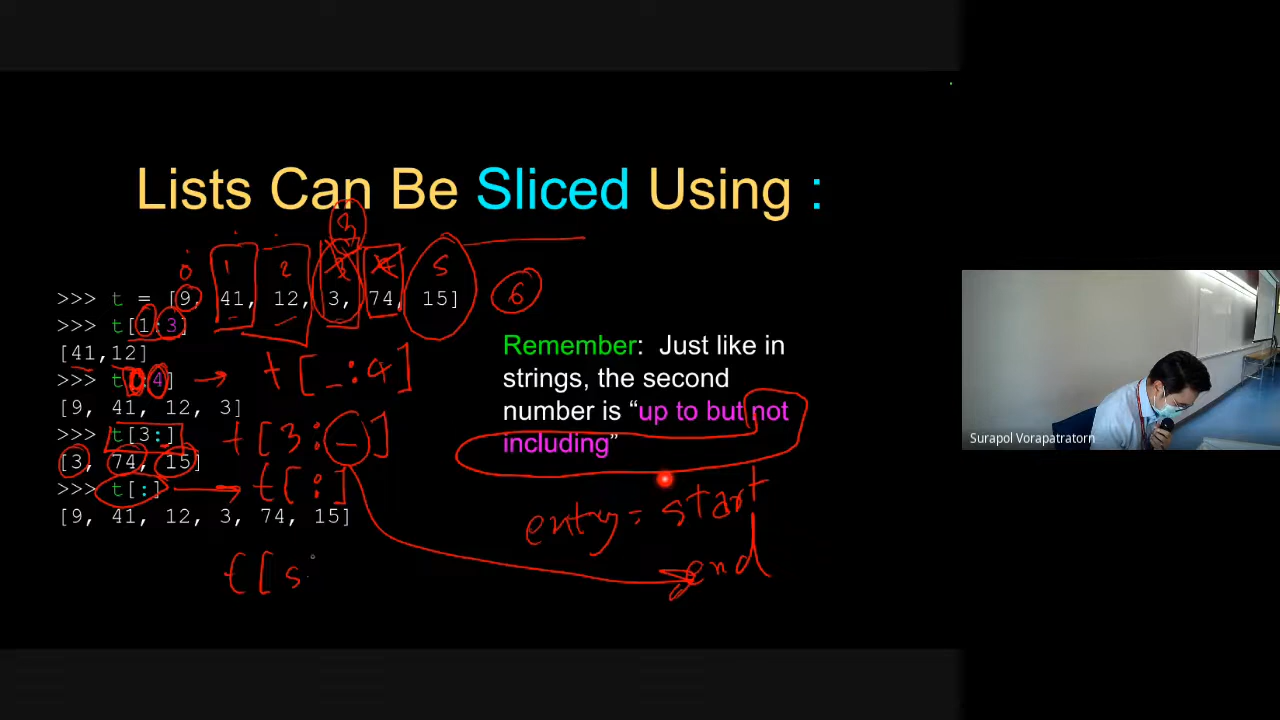 Lists Can Be Sliced Using :
3
0 1 2 5
>>> t = [9, 41, 12, 3, 74, 15]
6
>>> t[1:3]
[41,12]
>>> t[:4]
t[_:4]
[9, 41, 12, 3]
>>> t[3:]
t[3:_]
[3, 74, 15]
>>> t[:]
t[:]
[9, 41, 12, 3, 74, 15]
t[s:
Remember: Just like in
strings, the second
number is “up to but not
including”
= start
end
Surapol Vorapatratorn